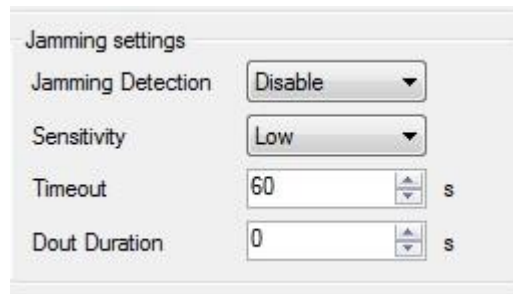 Jamming settings
Jamming Detection Disable
Sensitivity Low
Timeout 60 s
Dout Duration 0 s